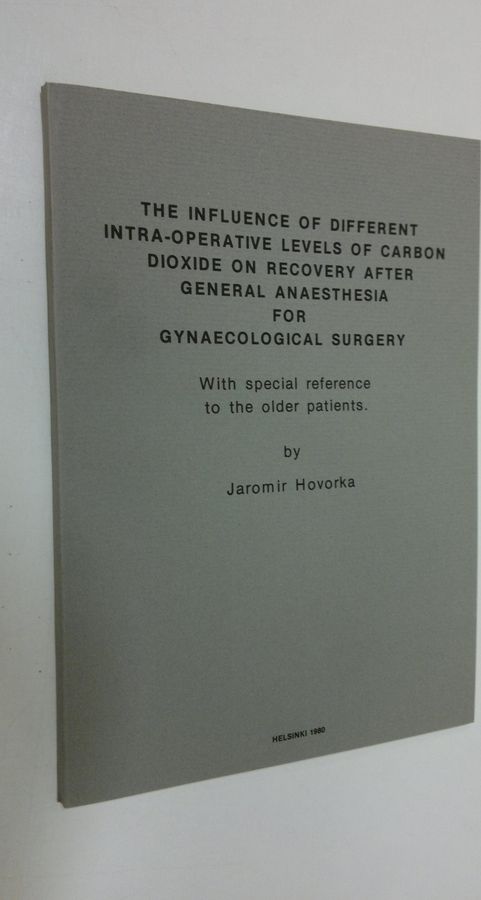 THE INFLUENCE OF DIFFERENT
INTRA-OPERATIVE LEVELS OF CARBON
DIOXIDE ON RECOVERY AFTER
GENERAL ANAESTHESIA
FOR
GYNAECOLOGICAL SURGERY
With special reference
to the older patients.
by
Jaromir Hovorka
HELSINKI 1980